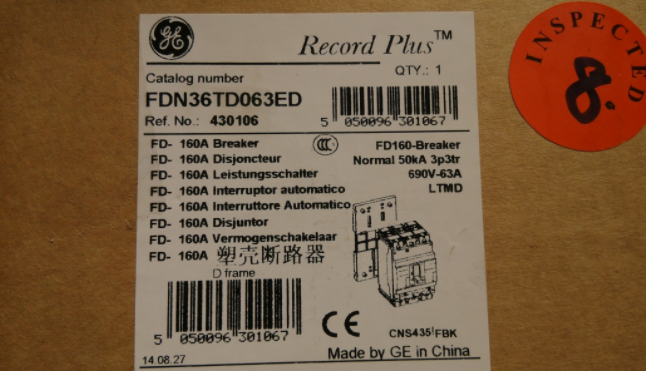 GE
Record Plus™
QTY.: 1
Catalog number
FDN36TD063ED
Ref. No.: 430106
5 050096 301067
FD- 160A Breaker
FD- 160A Disjoncteur
FD- 160A Leistungsschalter
FD- 160A Interruptor automatico
FD- 160A Interruttore Automatico
FD- 160A Disjuntor
FD- 160A Vermogenschakelaar
FD- 160A 塑壳断路器
D frame
CCC
FD160-Breaker
Normal 50kA 3p3tr
690V-63A
LTMD
5 050096 301067
CE
CNS435 FBK
14.08.27
Made by GE in China
INSPECTED
8.